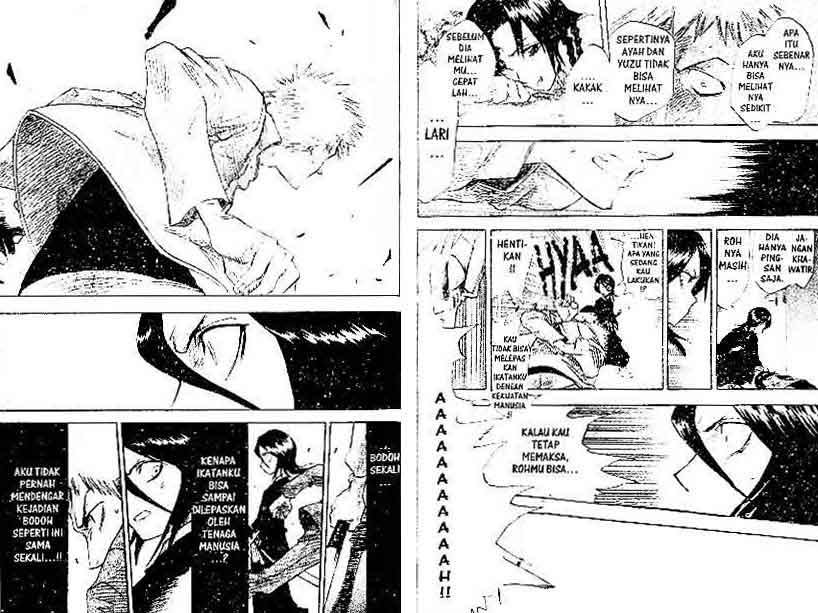 APA
ITU
SEBENAR
NYA...
AKU
HANYA
BISA
MELIHAT
NYA
SEDIKIT
...
SEPERTINYA
AYAH DAN
YUZU TIDAK
BISA
MELIHAT
NYA...
....
KAKAK
...
SEBELUM
DIA
MELIHAT
MU...
CEPAT
LAH...
...
LARI
...
JA-
NGAN
KHA-
WATIR
DIA
HANYA
PING-
SAN
SAJA.
ROH
NYA
MASIH
...
...HEN
TIKAN!
APA YANG
SEDANG
KAU
LAKUKAN!?
HYAA
HENTI-
KAN
!!
KAU
TIDAK BISA
MELEPAS
KAN
IKATANKU
DENGAN
KEKUATAN
MANUSIA
KALAU KAU
TETAP
MEMAKSA,
ROHMU BISA...
A
A
A
A
A
A
A
A
A
A
A
H
!!
BODOH
SEKALI
...
KENAPA
IKATANKU
BISA
SAMPAI
DILEPASKAN
OLEH
TENAGA
MANUSIA
...?
AKU TIDAK
PERNAH
MENDENGAR
KEJADIAN
BODOH
SEPERTI INI
SAMA
SEKALI...!!